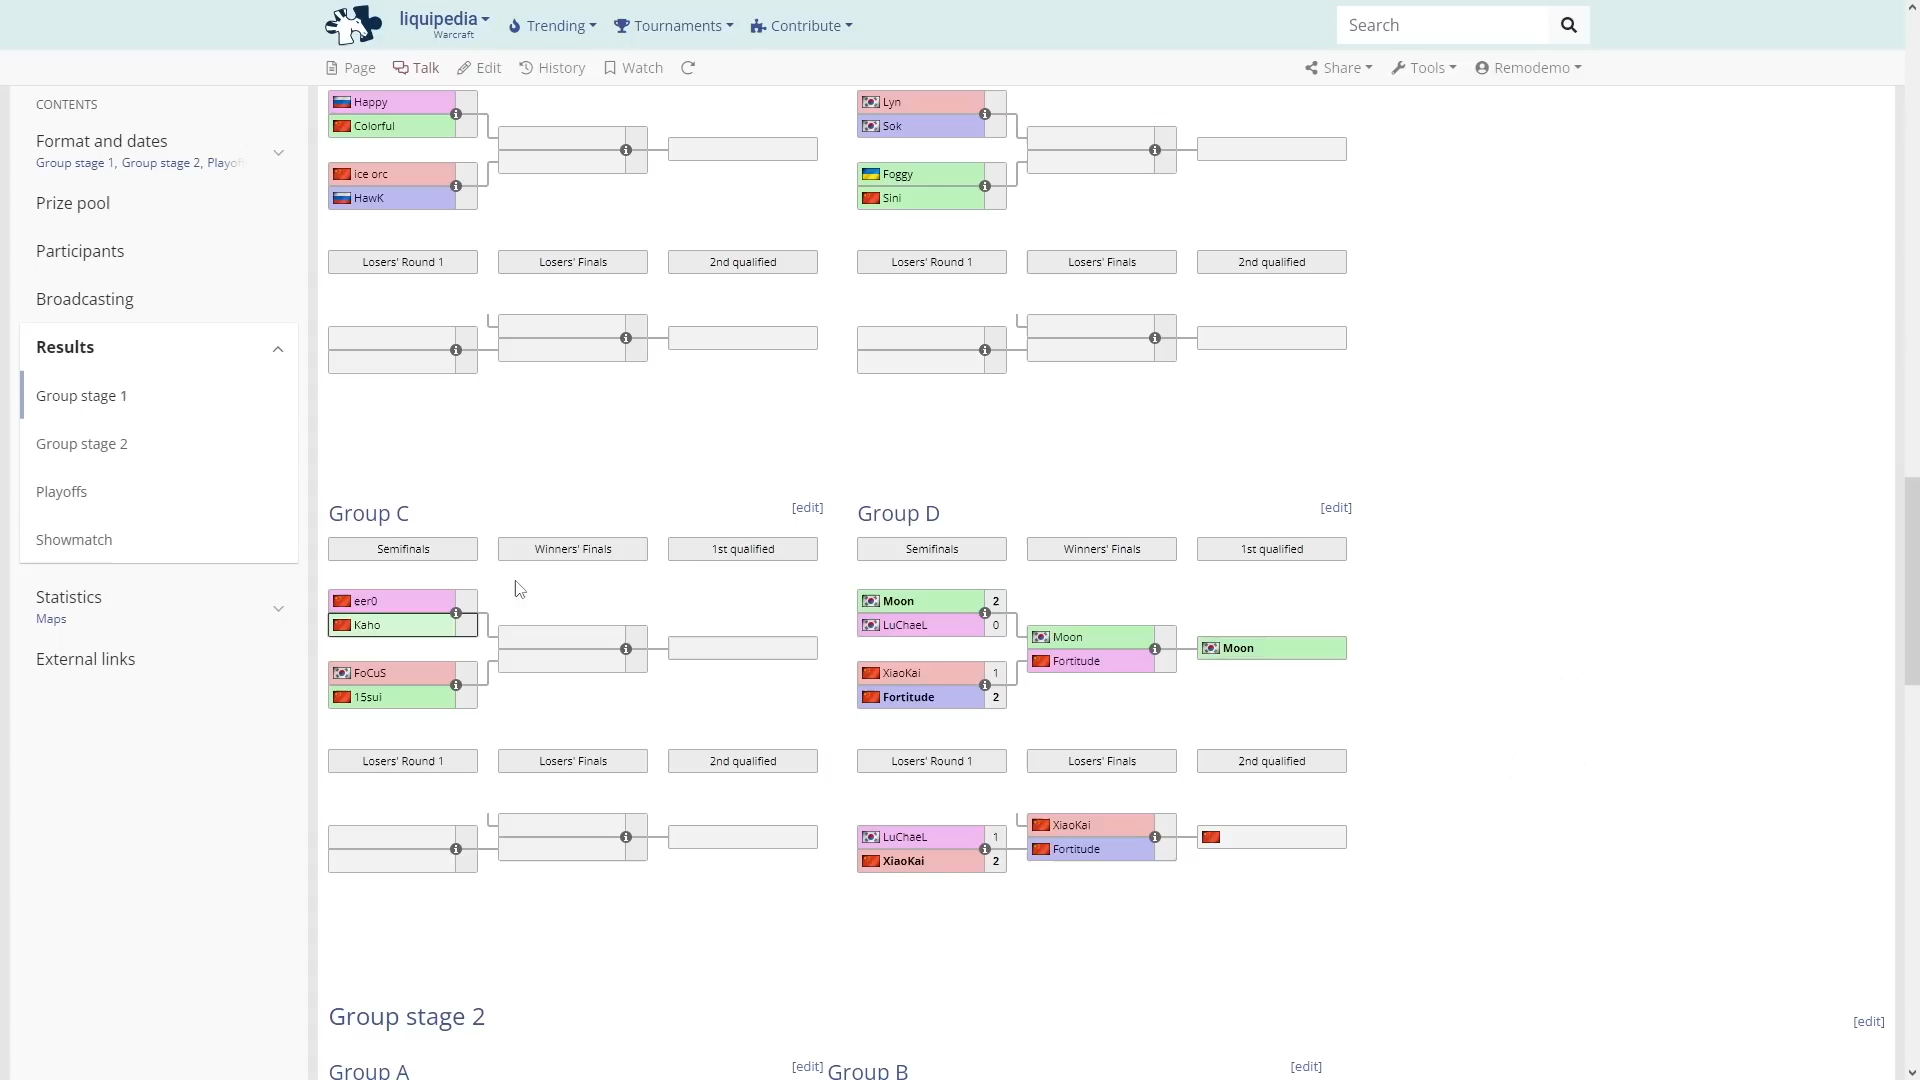 liquipedia
Warcraft
Trending
Tournaments
Contribute
Search
Page
Talk
Edit
History
Watch
Share
Tools
Remodemo
CONTENTS
Format and dates
Group stage 1, Group stage 2, Playof
Prize pool
Participants
Broadcasting
Results
Group stage 1
Group stage 2
Playoffs
Showmatch
Statistics
Maps
External links
Happy
Colorful
ice orc
HawK
Losers' Round 1
Losers' Finals
2nd qualified
Lyn
Sok
Foggy
Sini
Losers' Round 1
Losers' Finals
2nd qualified
Group C
[edit]
Semifinals
Winners' Finals
1st qualified
eer0
Kaho
FoCuS
15sui
Losers' Round 1
Losers' Finals
2nd qualified
Group D
[edit]
Semifinals
Winners' Finals
1st qualified
Moon 2
LuChaeL 0
XiaoKai 1
Fortitude 2
Moon
Fortitude
Moon
Losers' Round 1
Losers' Finals
2nd qualified
LuChaeL 1
XiaoKai 2
XiaoKai
Fortitude
Group stage 2
[edit]
Group A
[edit]
Group B
[edit]